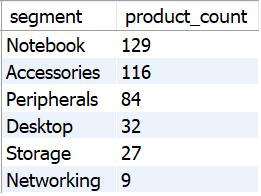 segment product_count
Notebook 129
Accessories 116
Peripherals 84
Desktop 32
Storage 27
Networking 9